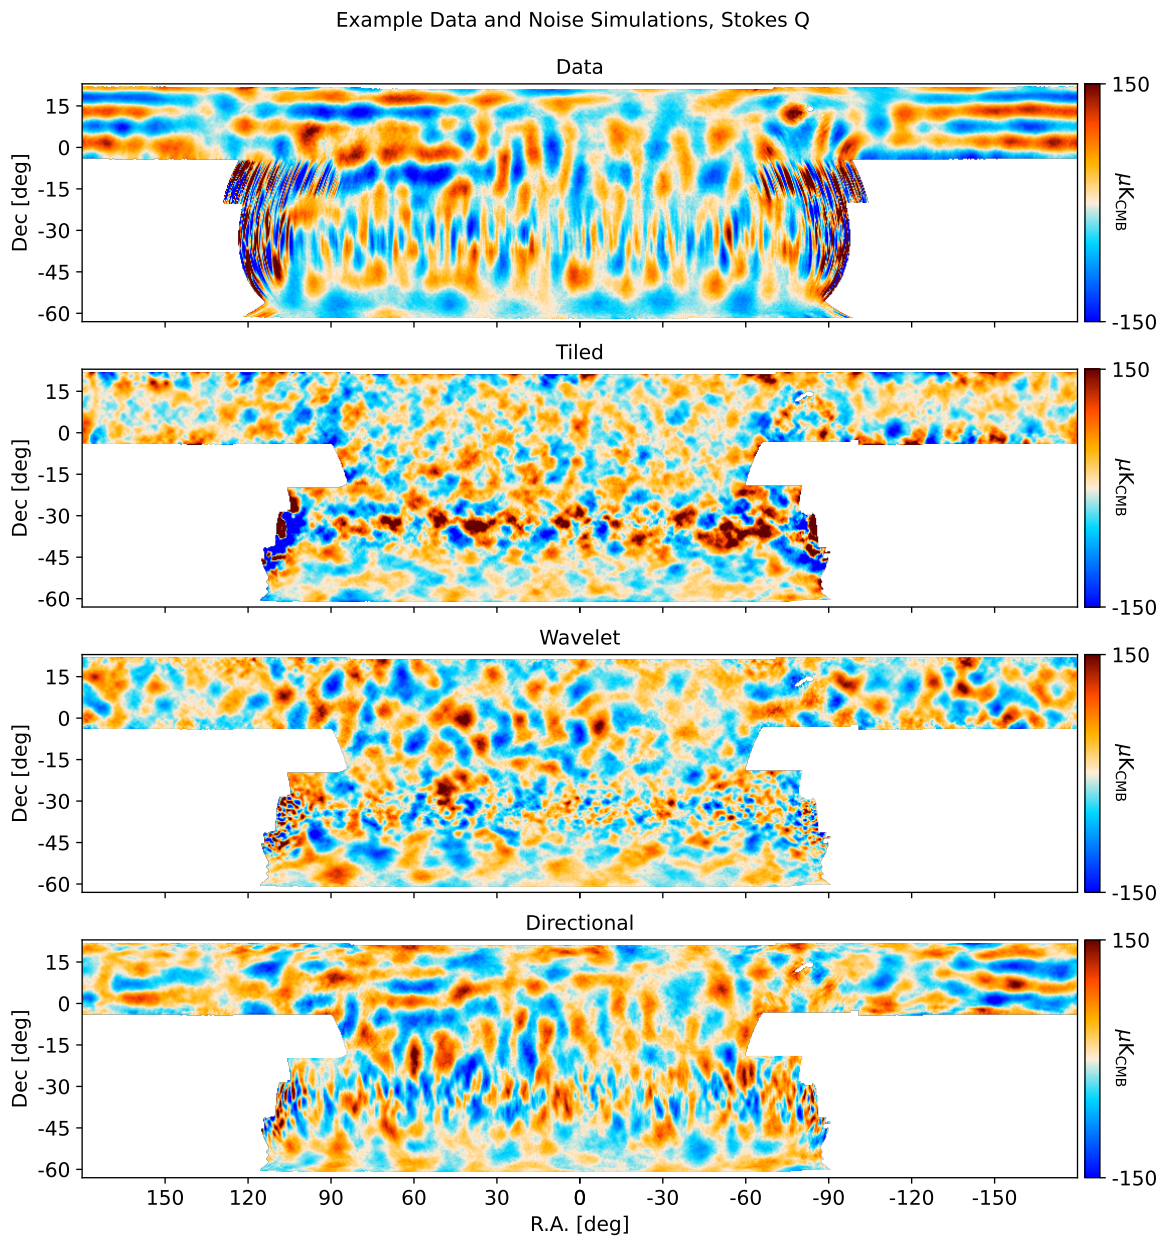 Example Data and Noise Simulations, Stokes Q
Data
Dec [deg]
15
0
-15
-30
-45
-60
150
-150
μK_CMB
Tiled
Dec [deg]
15
0
-15
-30
-45
-60
150
-150
μK_CMB
Wavelet
Dec [deg]
15
0
-15
-30
-45
-60
150
-150
μK_CMB
Directional
Dec [deg]
15
0
-15
-30
-45
-60
150
-150
μK_CMB
150 120 90 60 30 0 -30 -60 -90 -120 -150
R.A. [deg]